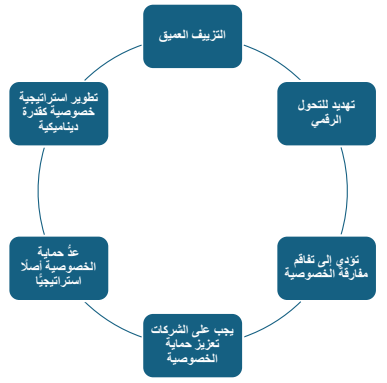 التزييف العميق
تهديد للتحول
الرقمي
تؤدي إلى تفاقم
مفارقة الخصوصية
يجب على الشركات
تعزيز حماية
الخصوصية
عدَّ حماية
الخصوصية أصلًا
استراتيجيًّا
تطوير استراتيجية
خصوصية كقدرة
ديناميكية